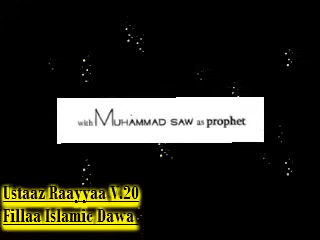 with MUHAMMAD SAW as prophet
Ustaaz Raayyaa V.20
Fillaa Islamic Dawa